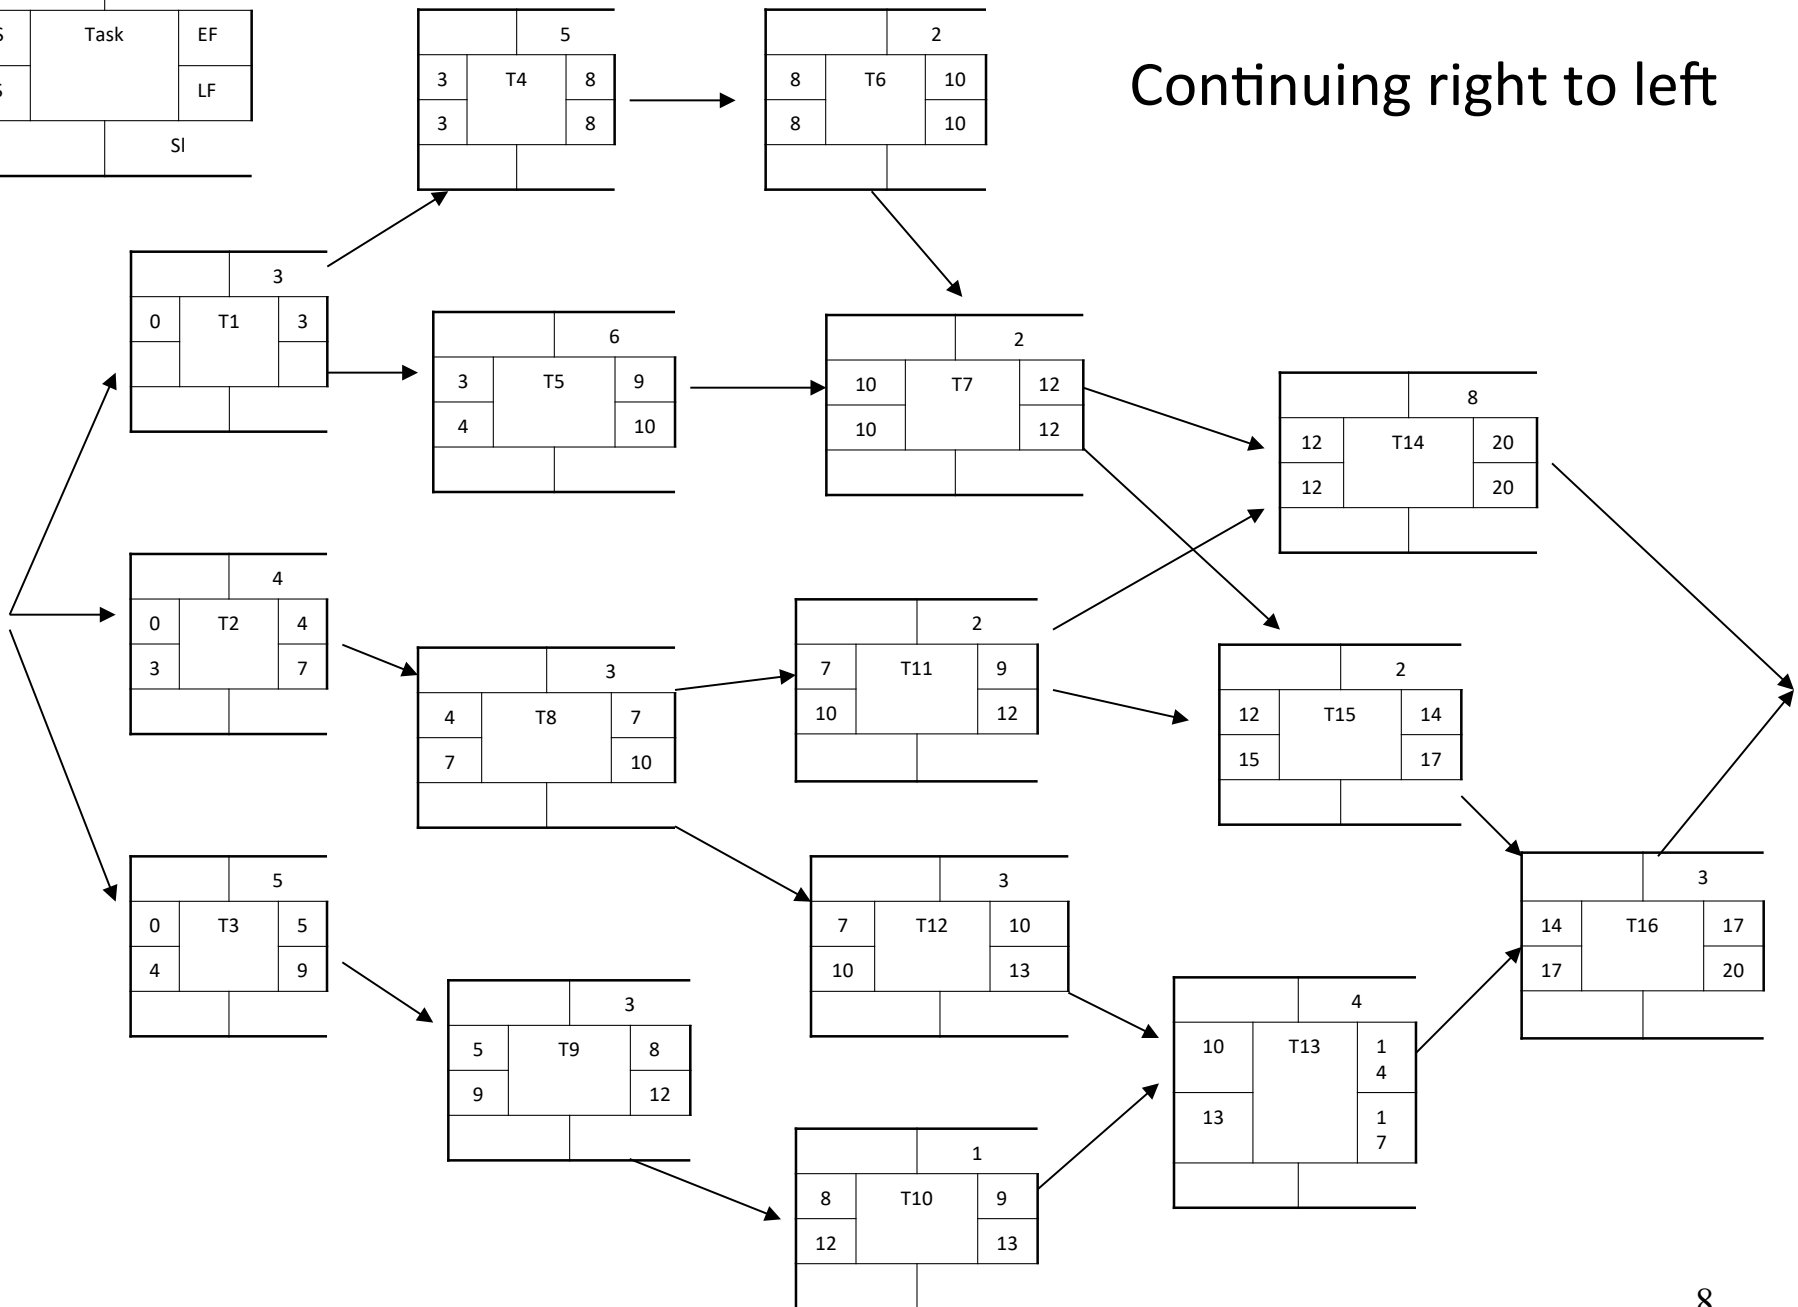 S Task EF
S LF
Sl
5
3 T4 8
3 8
2
8 T6 10
8 10
Continuing right to left
3
0 T1 3
6
3 T5 9
4 10
2
10 T7 12
10 12
8
12 T14 20
12 20
4
0 T2 4
3 7
3
4 T8 7
7 10
2
7 T11 9
10 12
2
12 T15 14
15 17
5
0 T3 5
4 9
3
5 T9 8
9 12
3
7 T12 10
10 13
1
8 T10 9
12 13
4
10 T13 1
4
13 1
7
3
14 T16 17
17 20
8